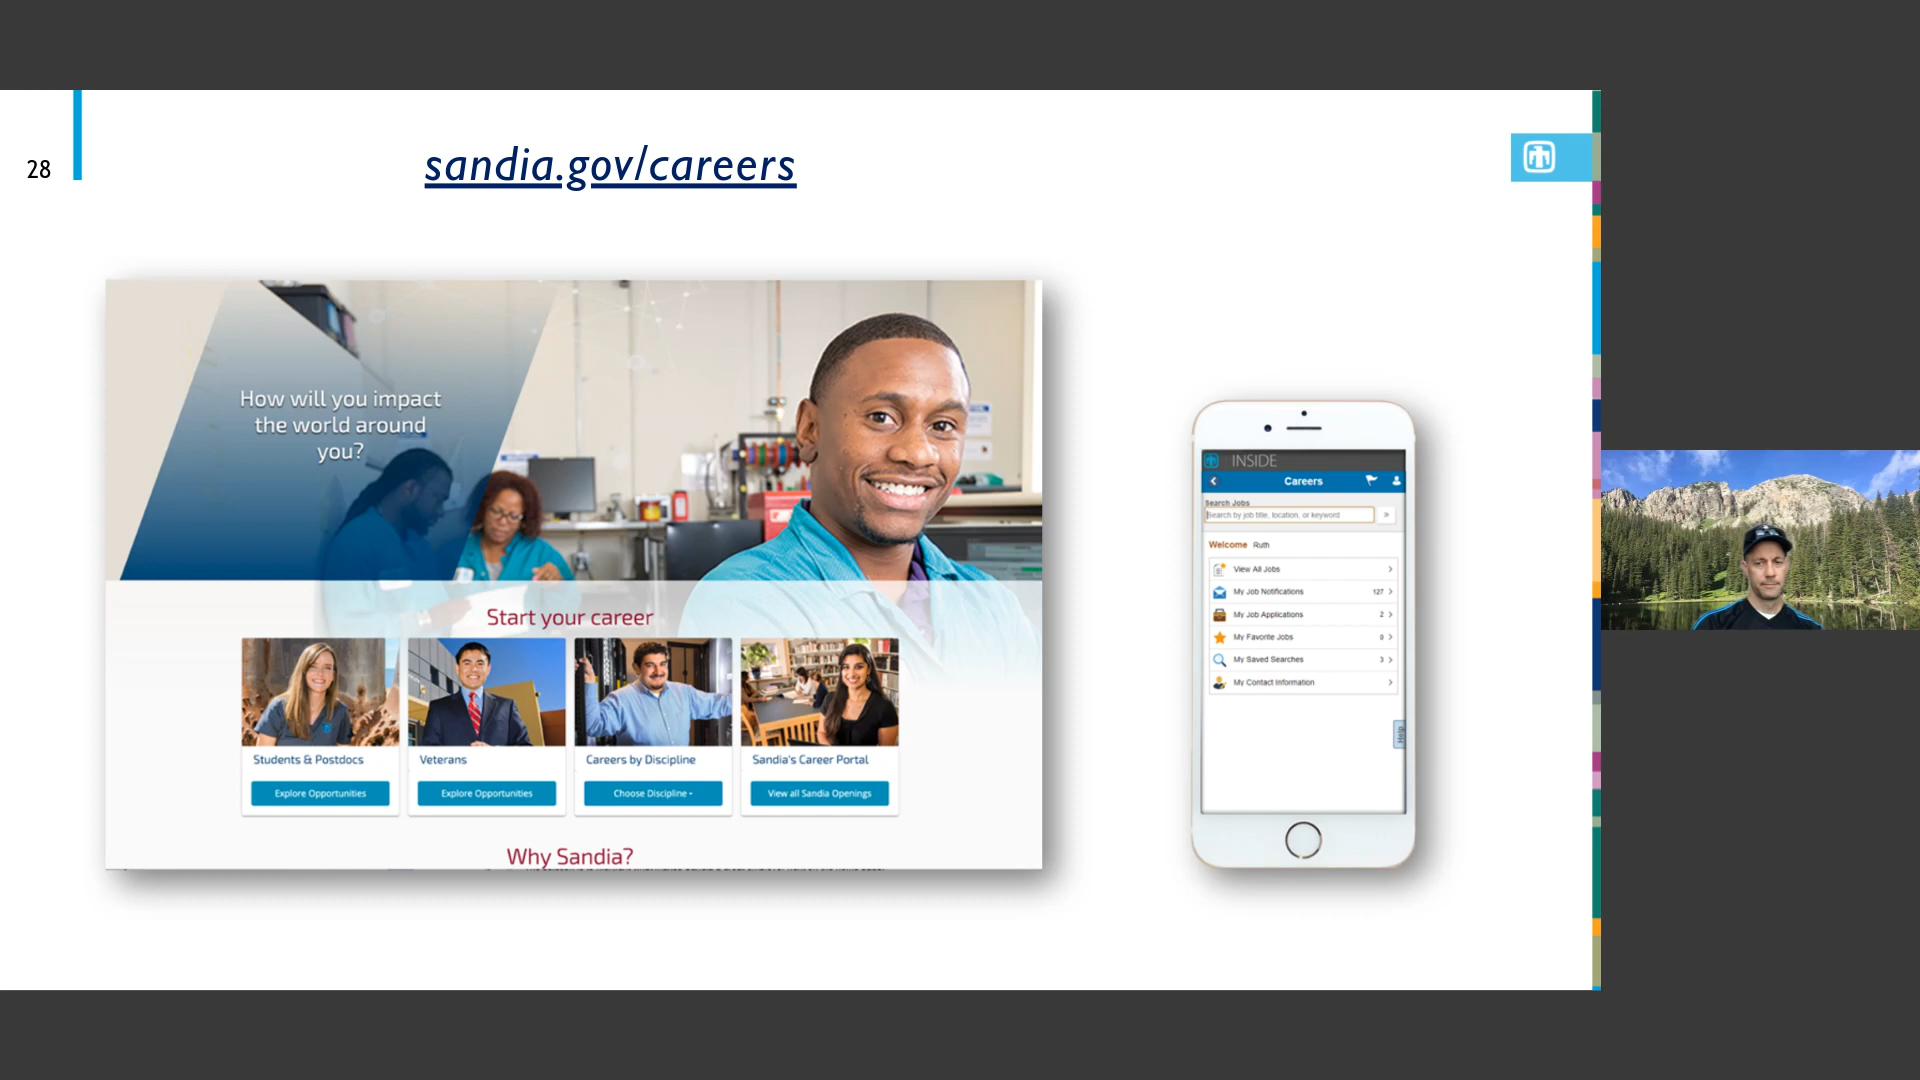 28
sandia.gov/careers
How will you impact
the world around
you?
Start your career
Students & Postdocs
Explore Opportunities
Veterans
Explore Opportunities
Careers by Discipline
Choose Discipline
Sandia's Career Portal
View all Sandia Openings
Why Sandia?
INSIDE
Careers
Search Jobs
Search by job title, location, or keyword
»
Welcome Ruth
View All Jobs
My Job Notifications 127
My Job Applications 2
My Favorite Jobs 0
My Saved Searches 3
My Contact Information
Help